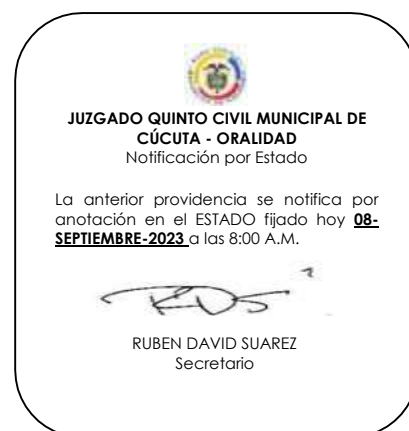 JUZGADO QUINTO CIVIL MUNICIPAL DE
CÚCUTA - ORALIDAD
Notificación por Estado
La anterior providencia se notifica por
anotación en el ESTADO fijado hoy 08-
SEPTIEMBRE-2023 a las 8:00 A.M.
RDS
RUBEN DAVID SUAREZ
Secretario